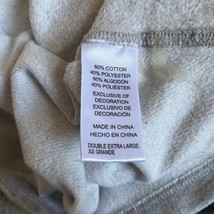 60% COTTON
40% POLYESTER
60% ALGODÓN
40% POLIÉSTER
EXCLUSIVE OF
DECORATION
EXCLUSIVO DE
DECORACIÓN
MADE IN CHINA
HECHO EN CHINA
DOUBLE EXTRA LARGE:
XX GRANDE